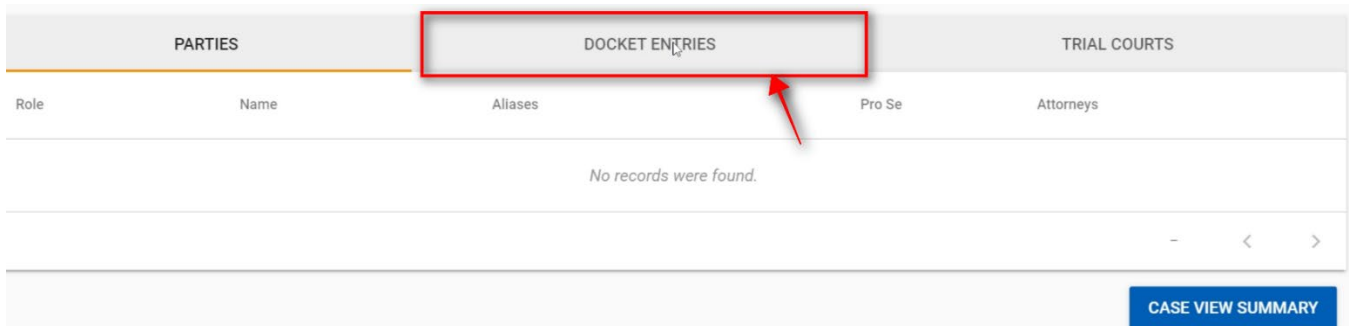 PARTIES DOCKET ENTRIES TRIAL COURTS
Role Name Aliases Pro Se Attorneys
No records were found.
–
CASE VIEW SUMMARY